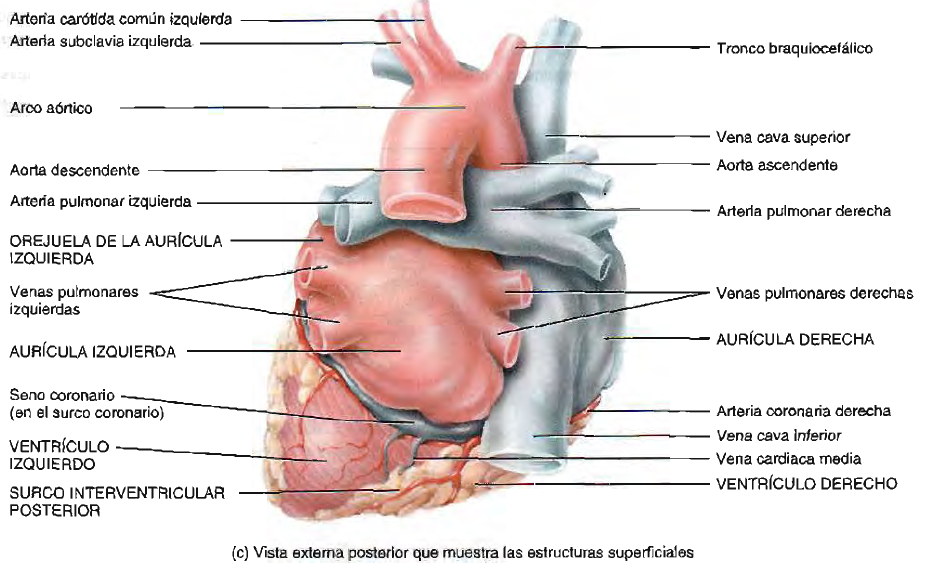 Arteria carótida común izquierda
Arteria subclavia izquierda
Arco aórtico
Aorta descendente
Arteria pulmonar izquierda
OREJUELA DE LA AURÍCULA
IZQUIERDA
Venas pulmonares
izquierdas
AURÍCULA IZQUIERDA
Seno coronario
(en el surco coronario)
VENTRÍCULO
IZQUIERDO
SURCO INTERVENTRICULAR
POSTERIOR
Tronco braquiocefálico
Vena cava superior
Aorta ascendente
Arteria pulmonar derecha
Venas pulmonares derechas
AURÍCULA DERECHA
Arteria coronaria derecha
Vena cava inferior
Vena cardiaca media
VENTRÍCULO DERECHO
(c) Vista externa posterior que muestra las estructuras superficiales